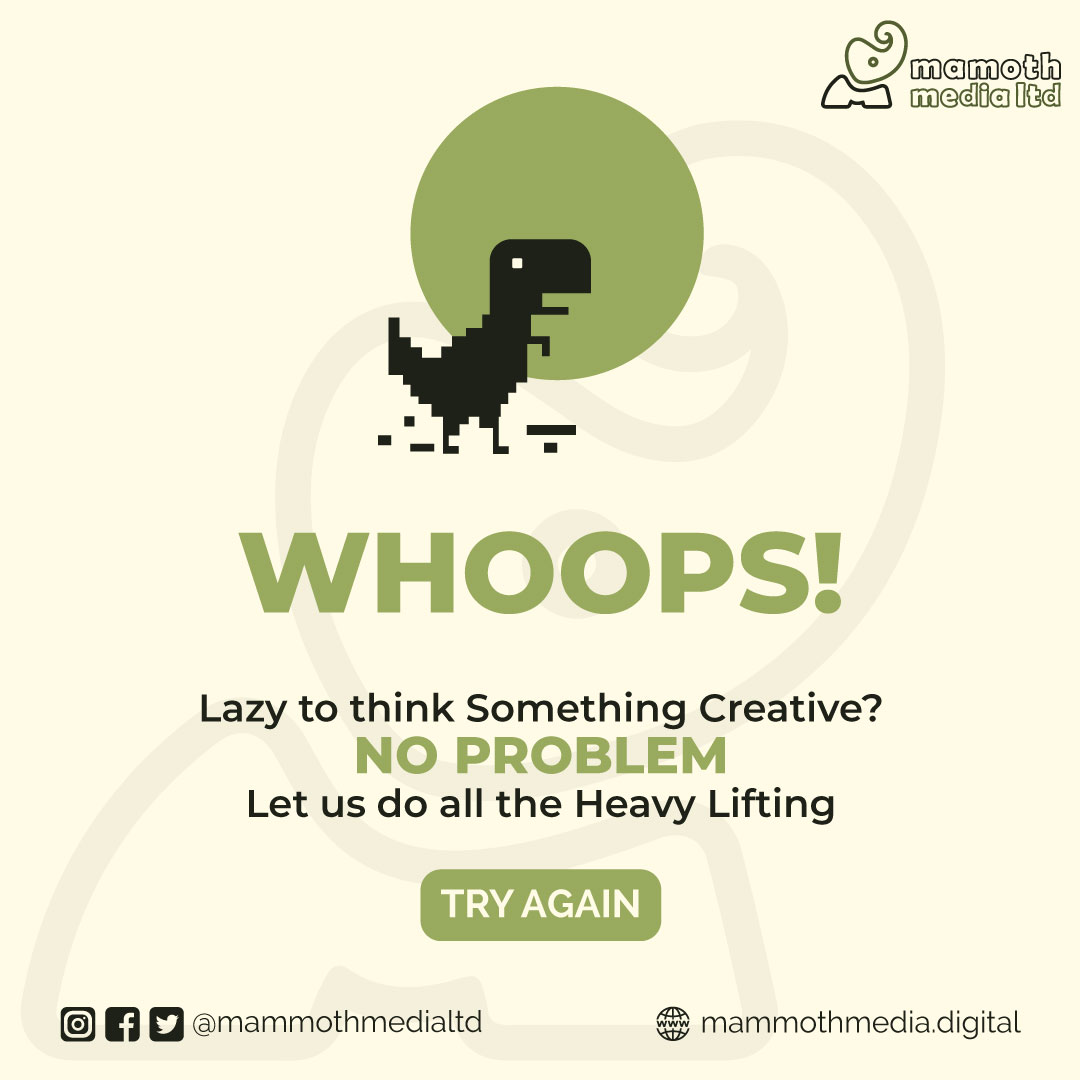 mamoth
media ltd
WHOOPS!
Lazy to think Something Creative?
NO PROBLEM
Let us do all the Heavy Lifting
TRY AGAIN
@mammothmedialtd
www
mammothmedia.digital